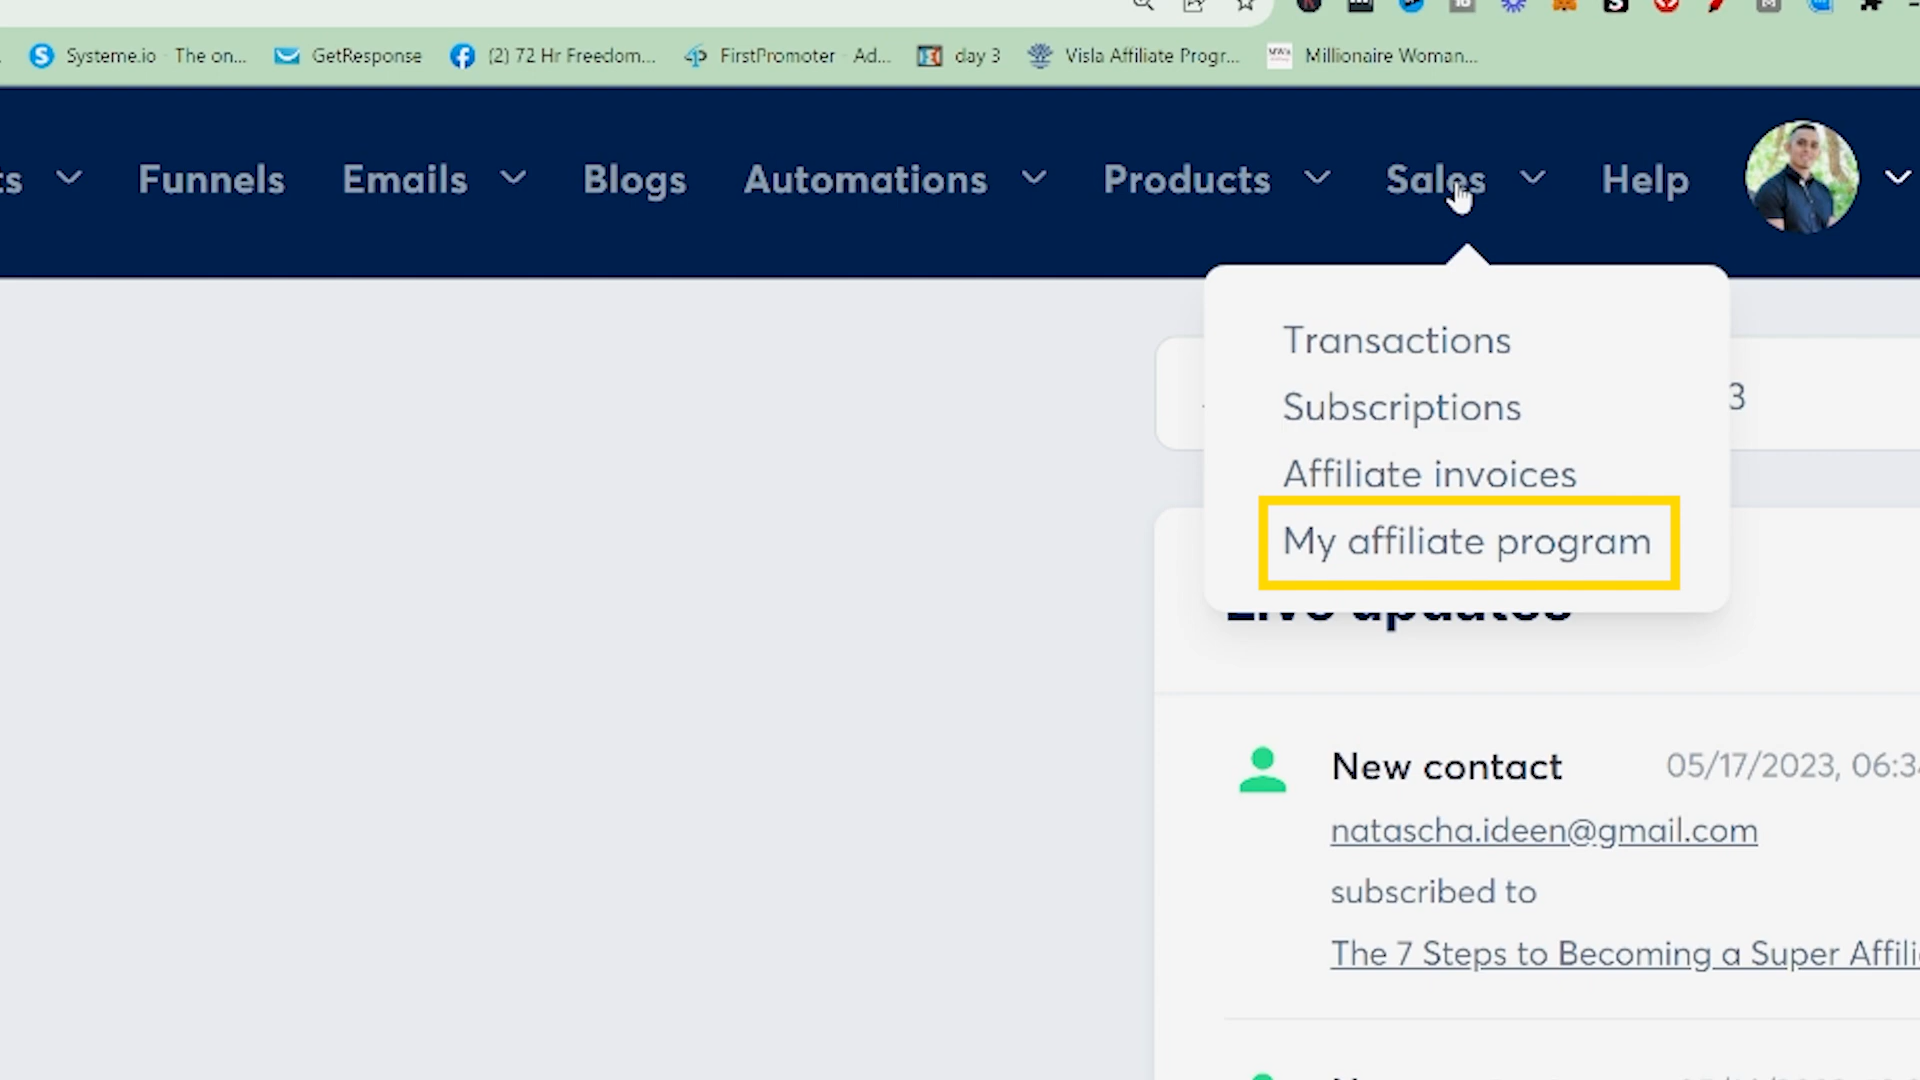 Systeme.io - The on... GetResponse (2) 72 Hr Freedom... FirstPromoter - Ad... day 3 Visla Affiliate Progr... Millionaire Woman...
ts Funnels Emails Blogs Automations Products Sales Help
Transactions
Subscriptions
Affiliate invoices
My affiliate program
3
Live updates
New contact 05/17/2023, 06:3
natascha.ideen@gmail.com
subscribed to
The 7 Steps to Becoming a Super Affili